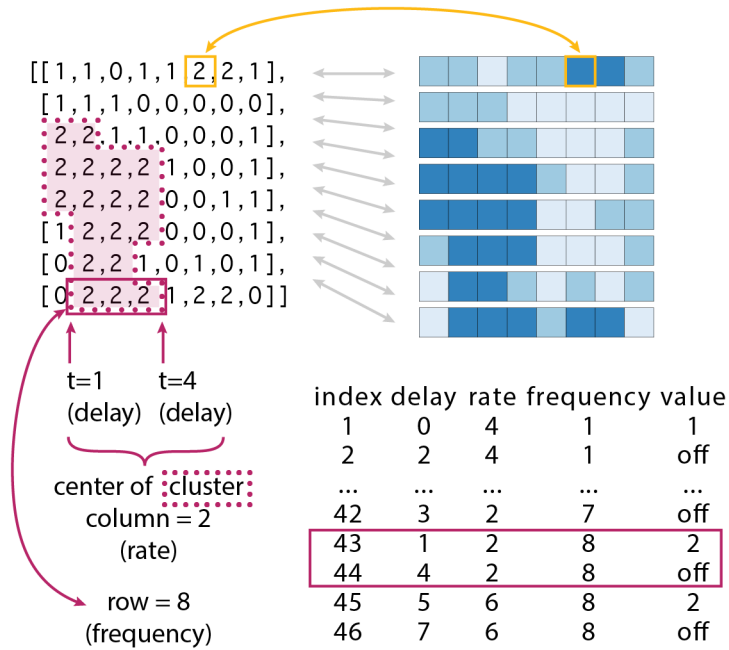 [[1,1,0,1,1,2,2,1],
[1,1,1,0,0,0,0,0],
2,2,1,1,0,0,0,1],
2,2,2,2 1,0,0,1],
2,2,2,2 0,0,1,1],
[1 2,2,2 0,0,0,1],
[0 2,2 1,0,1,0,1],
[0 2,2,2 1,2,2,0]]
t=1 t=4
(delay) (delay)
center of cluster
column = 2
(rate)
row = 8
(frequency)
index delay rate frequency value
1 0 4 1 1
2 2 4 1 off
... ... ... ... ...
42 3 2 7 off
43 1 2 8 2
44 4 2 8 off
45 5 6 8 2
46 7 6 8 off